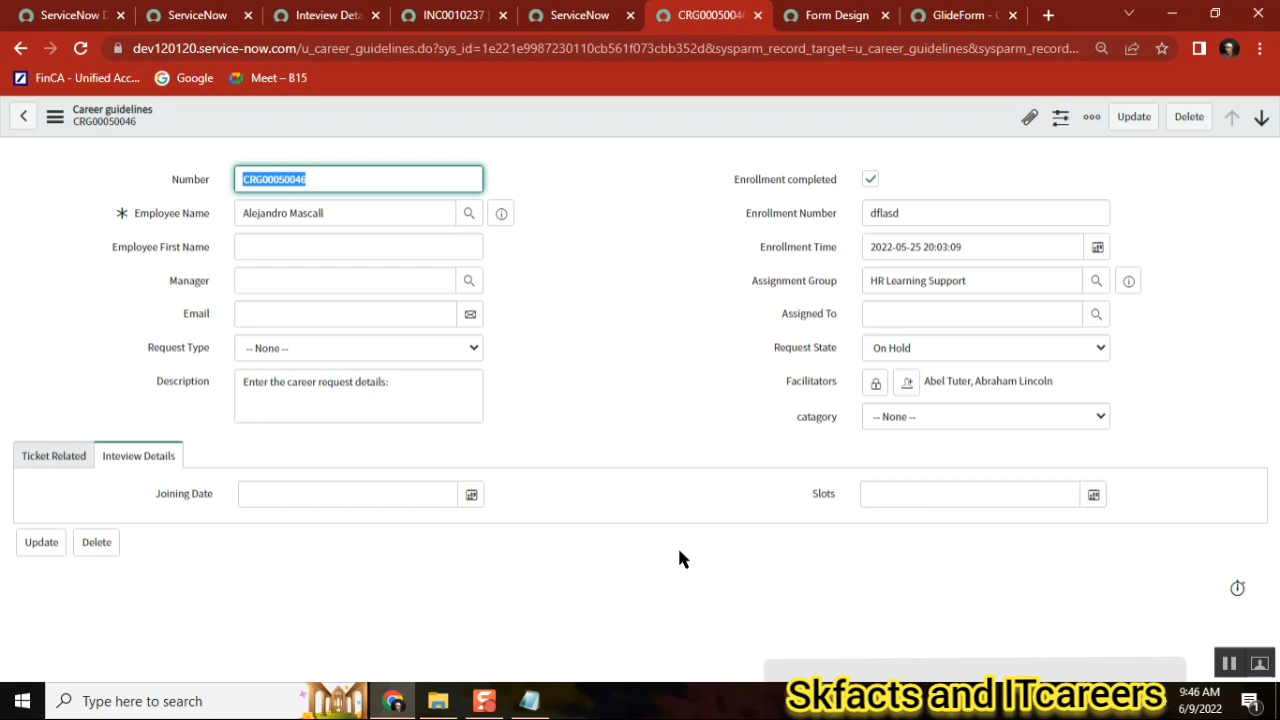 ServiceNow D
ServiceNow
Inteview Deta
INC0010237
ServiceNow
CRG0005004
Form Design
GlideForm - C
dev120120.service-now.com/u_career_guidelines.do?sys_id=1e221e9987230110cb561f073cbb352d&sysparm_record_target=u_career_guidelines&sysparm_record...
FinCA - Unified Acc...
Google
Meet – B15
Career guidelines
CRG00050046
Update
Delete
Number
CRG00050046
Enrollment completed
Employee Name
Alejandro Mascall
Enrollment Number
dflasd
Employee First Name
Enrollment Time
2022-05-25 20:03:09
Manager
Assignment Group
HR Learning Support
Email
Assigned To
Request Type
-- None --
Request State
On Hold
Description
Enter the career request details:
Facilitators
Abel Tuter, Abraham Lincoln
catagory
-- None --
Ticket Related
Inteview Details
Joining Date
Slots
Update
Delete
Type here to search
Skfacts and ITcareers
9:46 AM
6/9/2022
1